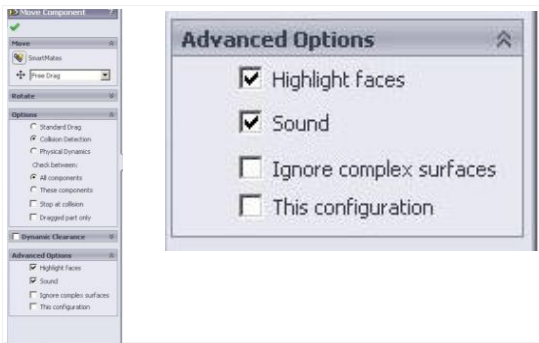 Move Component ?
Move
SmartMates
Free Drag
Rotate
Options
Standard Drag
Collision Detection
Physical Dynamics
Check between:
All components
These components
Stop at collision
Dragged part only
Dynamic Clearance
Advanced Options
Highlight faces
Sound
Ignore complex surfaces
This configuration
Advanced Options
Highlight faces
Sound
Ignore complex surfaces
This configuration